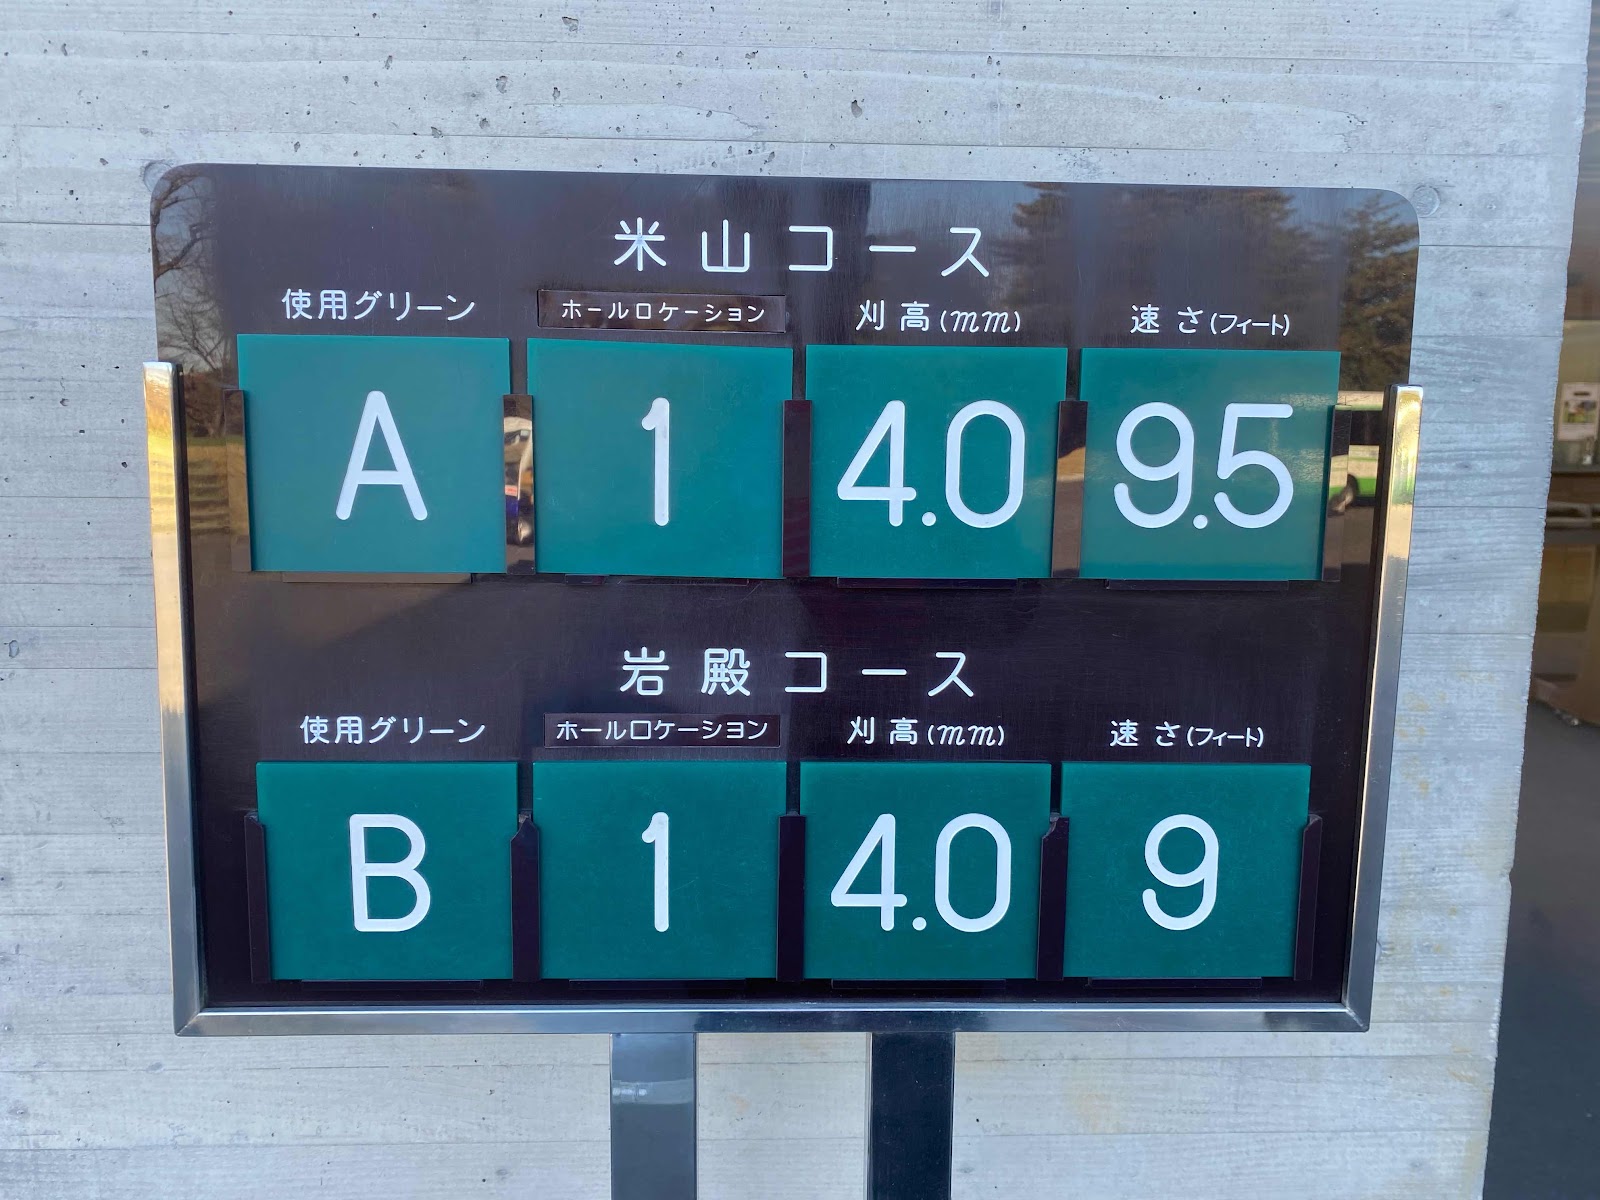 米山コース
使用グリーン ホールロケーション 刈高(mm) 速さ(フィート)
A 1 4.0 9.5
岩殿コース
使用グリーン ホールロケーション 刈高(mm) 速さ(フィート)
B 1 4.0 9